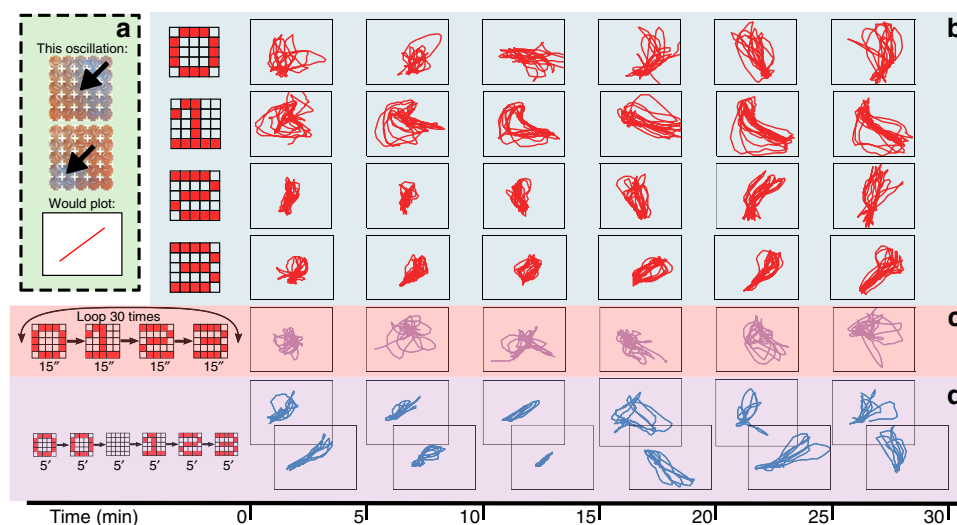 a
This oscillation:
Would plot:
b
c
Loop 30 times
15″ 15″ 15″ 15″
d
5′ 5′ 5′ 5′ 5′ 5′
Time (min) 0 5 10 15 20 25 30